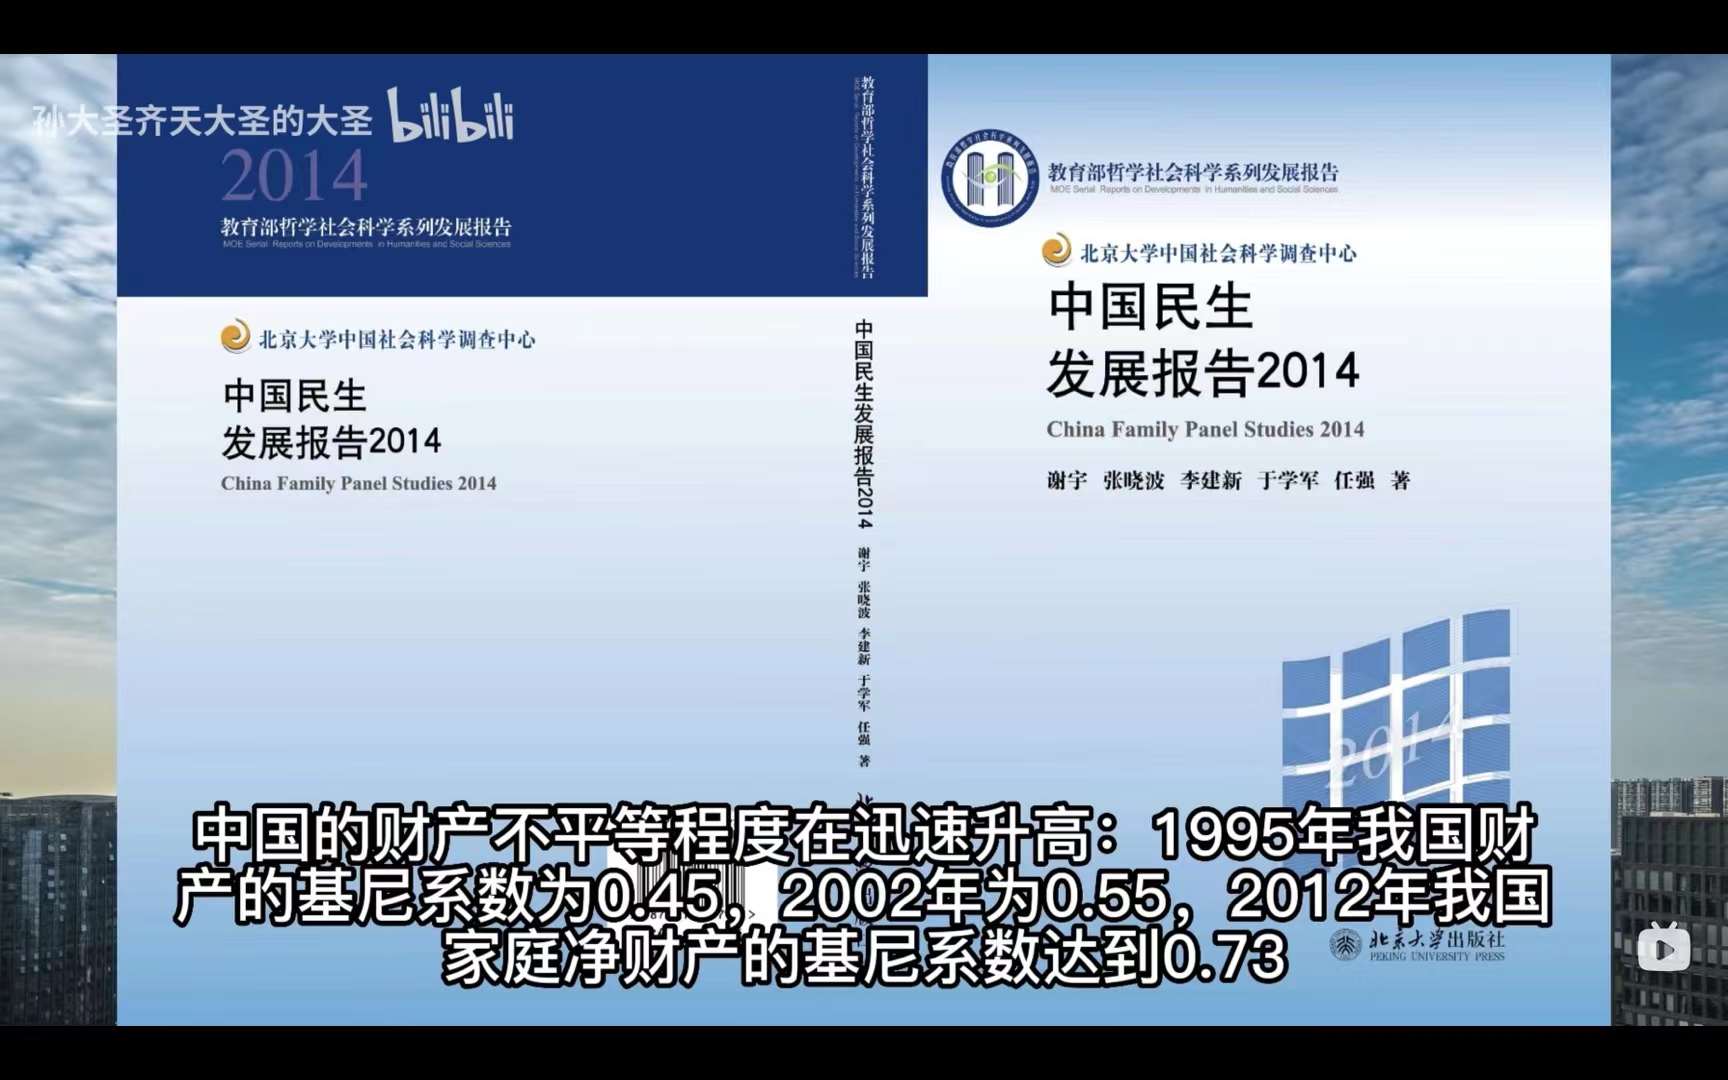 孙大圣齐天大圣的大圣 bilibili
2014
教育部哲学社会科学系列发展报告
MOE Serial Reports on Developments in Humanities and Social Sciences
北京大学中国社会科学调查中心
中国民生
发展报告2014
China Family Panel Studies 2014
教育部哲学社会科学系列发展报告
中国民生发展报告2014
谢宇 张晓波 李建新 于学军 任强 著
教育部哲学社会科学系列发展报告
MOE Serial Reports on Developments in Humanities and Social Sciences
北京大学中国社会科学调查中心
中国民生
发展报告2014
China Family Panel Studies 2014
谢宇 张晓波 李建新 于学军 任强 著
2014
中国的财产不平等程度在迅速升高：1995年我国财
产的基尼系数为0.45，2002年为0.55，2012年我国
家庭净财产的基尼系数达到0.73
北京大学出版社
PEKING UNIVERSITY PRESS